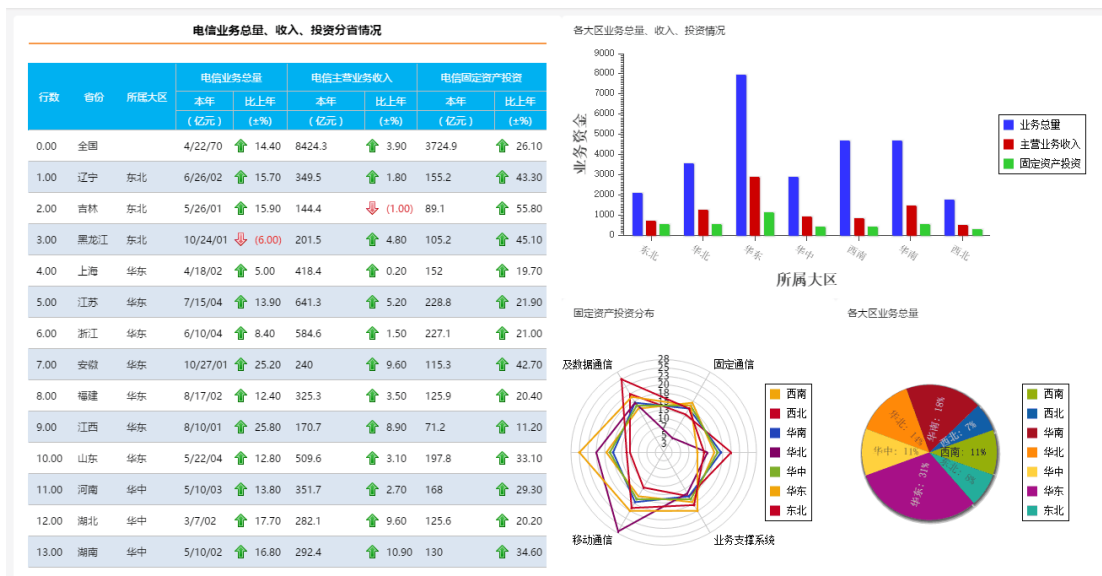 电信业务总量、收入、投资分省情况
行数 省份 所属大区 电信业务总量 电信主营业务收入 电信固定资产投资
本年 比上年 本年 比上年 本年 比上年
(亿元) (±%) (亿元) (±%) (亿元) (±%)
0.00 全国 4/22/70 14.40 8424.3 3.90 3724.9 26.10
1.00 辽宁 东北 6/26/02 15.70 349.5 1.80 155.2 43.30
2.00 吉林 东北 5/26/01 15.90 144.4 (1.00) 89.1 55.80
3.00 黑龙江 东北 10/24/01 (6.00) 201.5 4.80 105.2 45.10
4.00 上海 华东 4/18/02 5.00 418.4 0.20 152 19.70
5.00 江苏 华东 7/15/04 13.90 641.3 5.20 228.8 21.90
6.00 浙江 华东 6/10/04 8.40 584.6 1.50 227.1 21.00
7.00 安徽 华东 10/27/01 25.20 240 9.60 115.3 42.70
8.00 福建 华东 8/17/02 12.40 325.3 3.50 125.9 20.40
9.00 江西 华东 8/10/01 25.80 170.7 8.90 71.2 11.20
10.00 山东 华东 5/22/04 12.80 509.6 3.10 197.8 33.10
11.00 河南 华中 5/10/03 13.80 351.7 2.70 168 29.30
12.00 湖北 华中 3/7/02 17.70 282.1 9.60 125.6 20.20
13.00 湖南 华中 5/10/02 16.80 292.4 10.90 130 34.60
各大区业务总量、收入、投资情况
业务资金
9000
8000
7000
6000
5000
4000
3000
2000
1000
0
东北 华北 华东 华中 西南 华南 西北
所属大区
业务总量
主营业务收入
固定资产投资
固定资产投资分布
及数据通信
固定通信
移动通信
业务支撑系统
28
25
23
20
18
15
13
10
8
5
3
西南
西北
华南
华北
华中
华东
东北
各大区业务总量
华南: 18%
西北: 7%
西南: 11%
华东: 31%
华中: 11%
西南
西北
华南
华北
华中
华东
东北